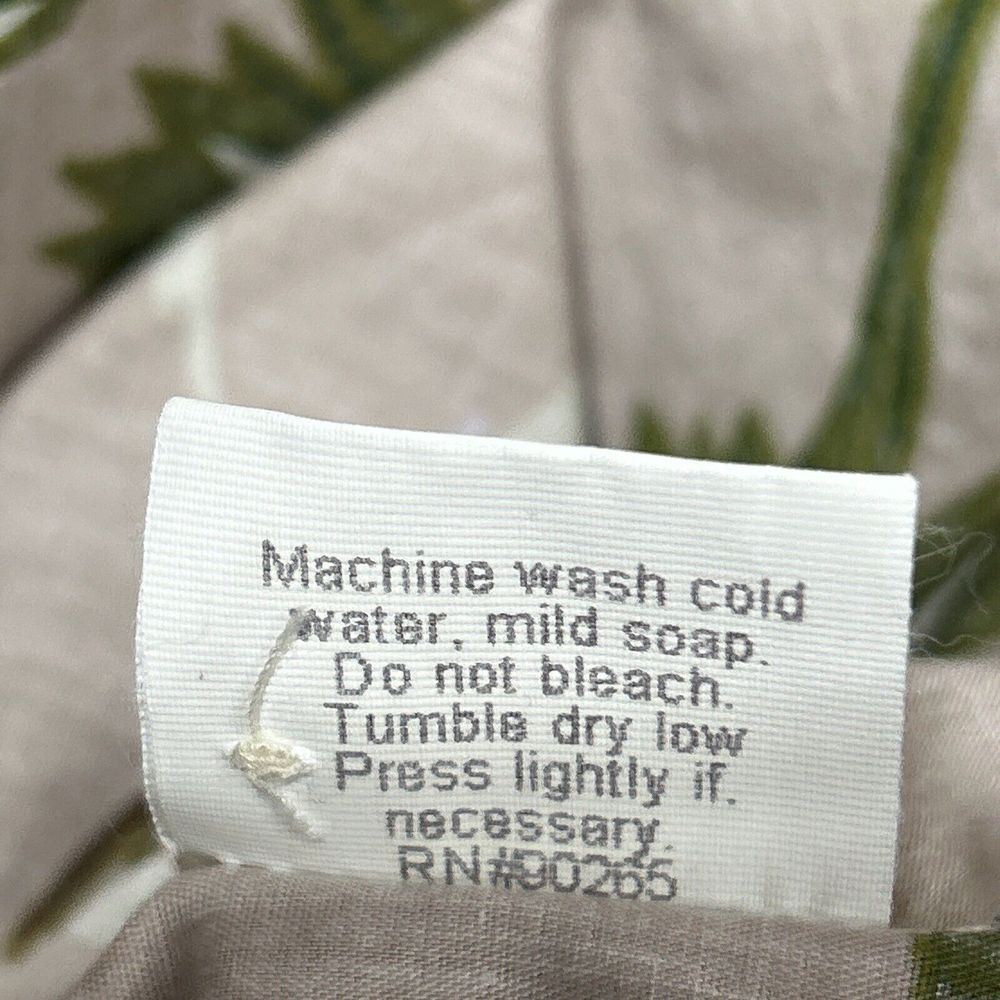 Machine wash cold
water, mild soap.
Do not bleach.
Tumble dry low
Press lightly if.
necessary.
RN#90265